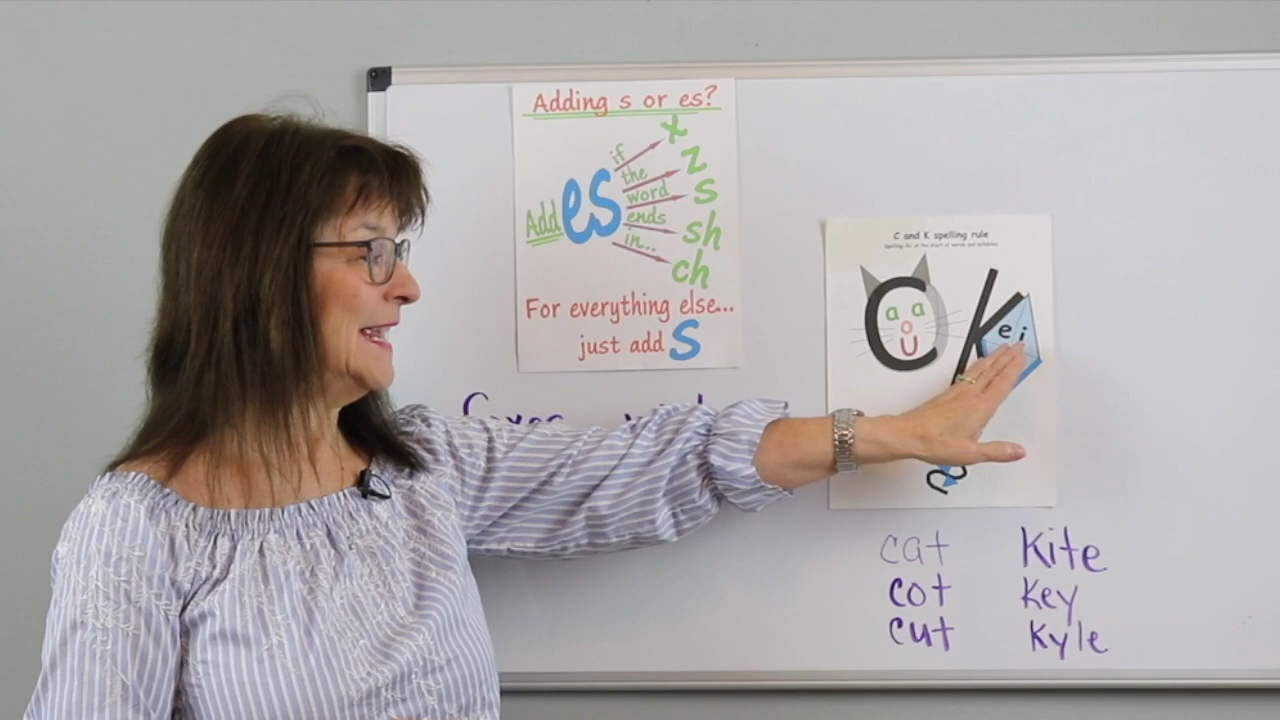 Adding s or es?
Add es if the word ends in...
x
z
s
sh
ch
For everything else...
just add s
C and K spelling rule
Spelling /k/ at the start of words and syllables
C a a o u
K e i
cat kite
cot key
cut kyle